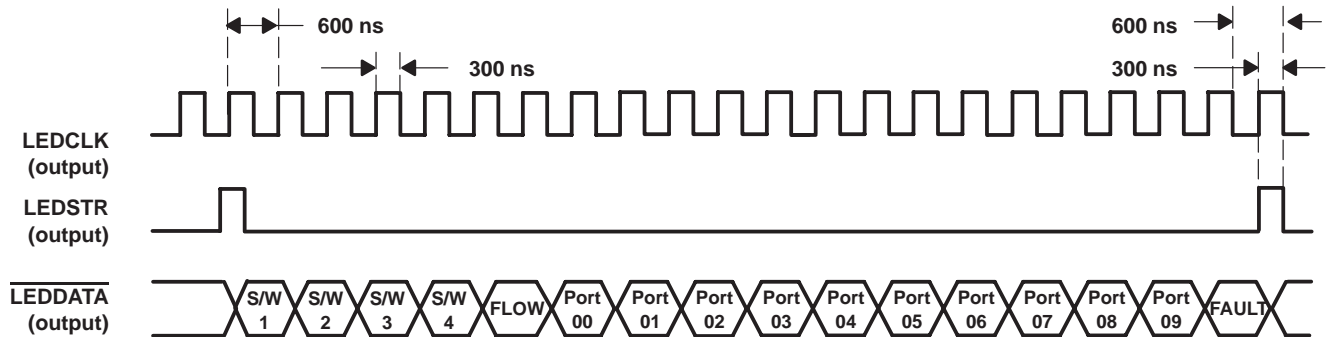 600 ns
600 ns
300 ns
300 ns
LEDCLK
(output)
LEDSTR
(output)
LEDDATA
(output)
S/W
1
S/W
2
S/W
3
S/W
4
FLOW
Port
00
Port
01
Port
02
Port
03
Port
04
Port
05
Port
06
Port
07
Port
08
Port
09
FAULT